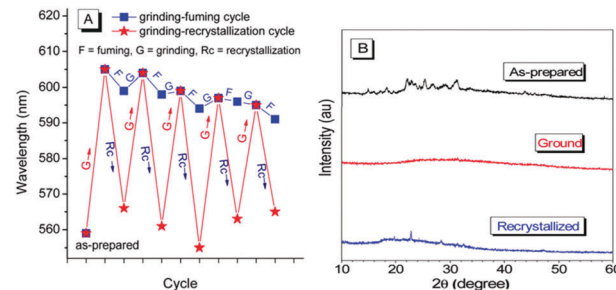 A
grinding-fuming cycle
grinding-recrystallization cycle
F = fuming, G = grinding, Rc = recrystallization
620
610
600
590
580
570
560
Wavelength (nm)
F G F G F G F G F
G G G G G
Rc Rc Rc Rc Rc
as-prepared
Cycle
B
As-prepared
Ground
Recrystallized
Intensity (au)
10 20 30 40 50 60
2θ (degree)